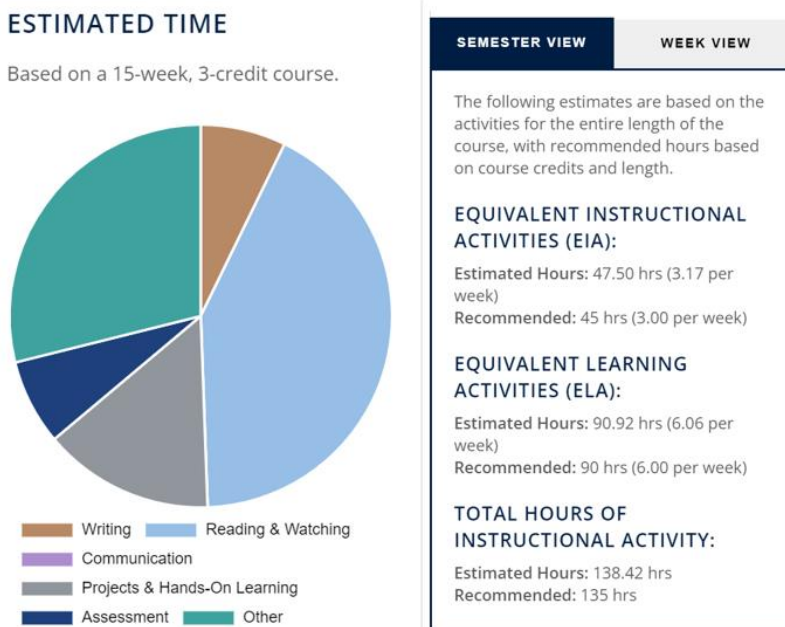 ESTIMATED TIME
Based on a 15-week, 3-credit course.
Writing
Reading & Watching
Communication
Projects & Hands-On Learning
Assessment
Other
SEMESTER VIEW
WEEK VIEW
The following estimates are based on the
activities for the entire length of the
course, with recommended hours based
on course credits and length.
EQUIVALENT INSTRUCTIONAL
ACTIVITIES (EIA):
Estimated Hours: 47.50 hrs (3.17 per
week)
Recommended: 45 hrs (3.00 per week)
EQUIVALENT LEARNING
ACTIVITIES (ELA):
Estimated Hours: 90.92 hrs (6.06 per
week)
Recommended: 90 hrs (6.00 per week)
TOTAL HOURS OF
INSTRUCTIONAL ACTIVITY:
Estimated Hours: 138.42 hrs
Recommended: 135 hrs